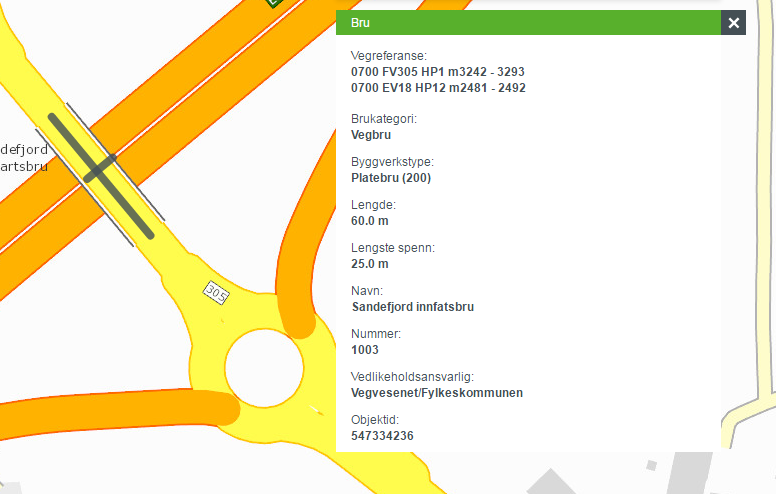 Bru
Vegreferanse:
0700 FV305 HP1 m3242 - 3293
0700 EV18 HP12 m2481 - 2492
Brukategori:
Vegbru
Byggverkstype:
Platebru (200)
Lengde:
60.0 m
Lengste spenn:
25.0 m
Navn:
Sandefjord innfatsbru
Nummer:
1003
Vedlikeholdsansvarlig:
Vegvesenet/Fylkeskommunen
Objektid:
547334236
defjord
artsbru
305